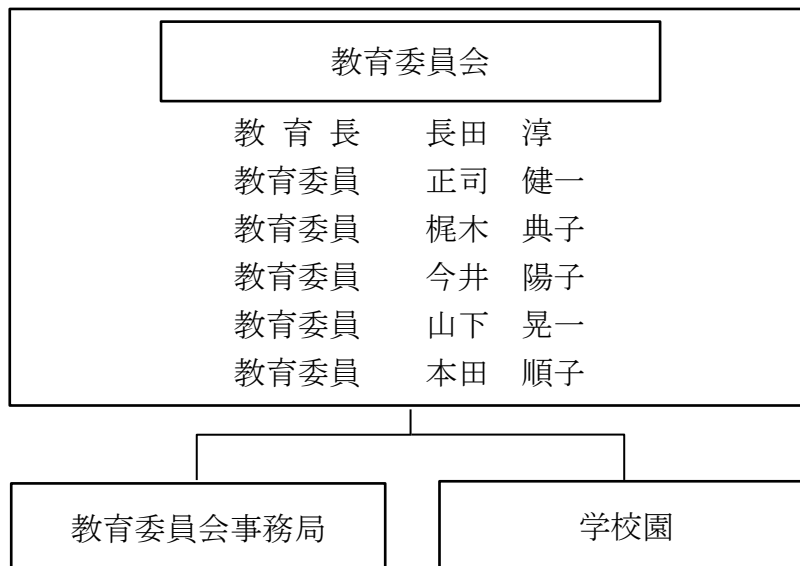 教育委員会
教 育 長　　長田　淳
教育委員　　正司　健一
教育委員　　梶木　典子
教育委員　　今井　陽子
教育委員　　山下　晃一
教育委員　　本田　順子
教育委員会事務局
学校園